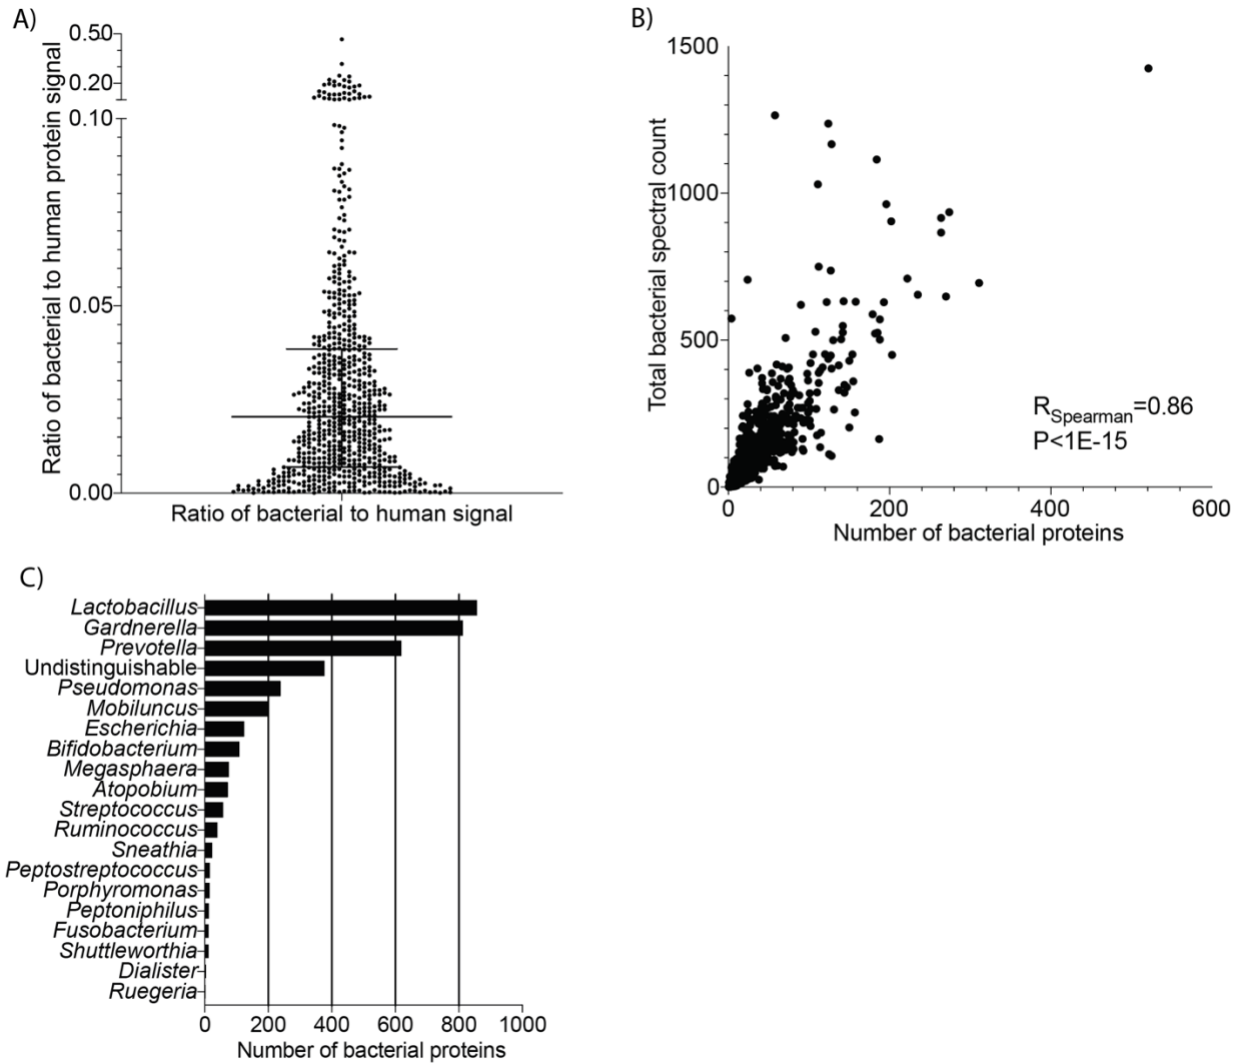 A)
Ratio of bacterial to human protein signal
0.50
0.20
0.10
0.05
0.00
Ratio of bacterial to human signal
B)
Total bacterial spectral count
1500
1000
500
0
0 200 400 600
Number of bacterial proteins
RSpearman=0.86
P<1E-15
C)
Lactobacillus
Gardnerella
Prevotella
Undistinguishable
Pseudomonas
Mobiluncus
Escherichia
Bifidobacterium
Megasphaera
Atopobium
Streptococcus
Ruminococcus
Sneathia
Peptostreptococcus
Porphyromonas
Peptoniphilus
Fusobacterium
Shuttleworthia
Dialister
Ruegeria
0 200 400 600 800 1000
Number of bacterial proteins